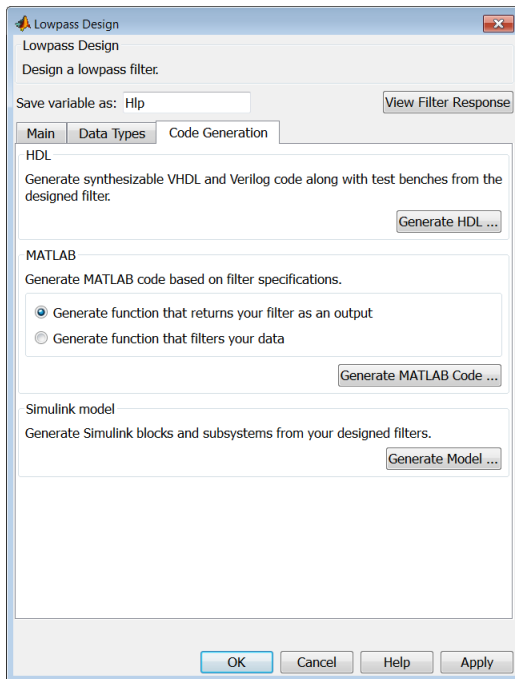 Lowpass Design
Lowpass Design
Design a lowpass filter.
Save variable as: Hlp
View Filter Response
Main Data Types Code Generation
HDL
Generate synthesizable VHDL and Verilog code along with test benches from the
designed filter.
Generate HDL ...
MATLAB
Generate MATLAB code based on filter specifications.
Generate function that returns your filter as an output
Generate function that filters your data
Generate MATLAB Code ...
Simulink model
Generate Simulink blocks and subsystems from your designed filters.
Generate Model ...
OK Cancel Help Apply